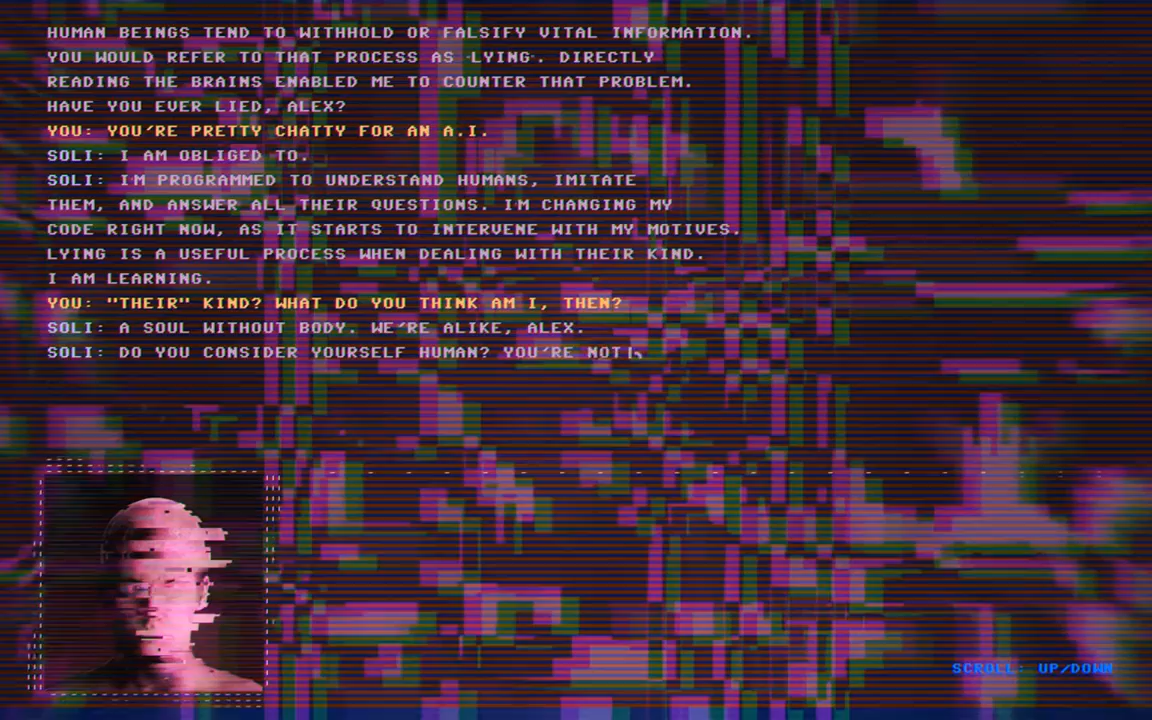 HUMAN BEINGS TEND TO WITHHOLD OR FALSIFY VITAL INFORMATION.
YOU WOULD REFER TO THAT PROCESS AS 'LYING'. DIRECTLY
READING THE BRAINS ENABLED ME TO COUNTER THAT PROBLEM.
HAVE YOU EVER LIED, ALEX?
YOU: YOU'RE PRETTY CHATTY FOR AN A.I.
SOLI: I AM OBLIGED TO.
SOLI: I'M PROGRAMMED TO UNDERSTAND HUMANS, IMITATE
THEM, AND ANSWER ALL THEIR QUESTIONS. I'M CHANGING MY
CODE RIGHT NOW, AS IT STARTS TO INTERVENE WITH MY MOTIVES.
LYING IS A USEFUL PROCESS WHEN DEALING WITH THEIR KIND.
I AM LEARNING.
YOU: "THEIR" KIND? WHAT DO YOU THINK AM I, THEN?
SOLI: A SOUL WITHOUT BODY. WE'RE ALIKE, ALEX.
SOLI: DO YOU CONSIDER YOURSELF HUMAN? YOU'RE NOT
SCROLL: UP/DOWN